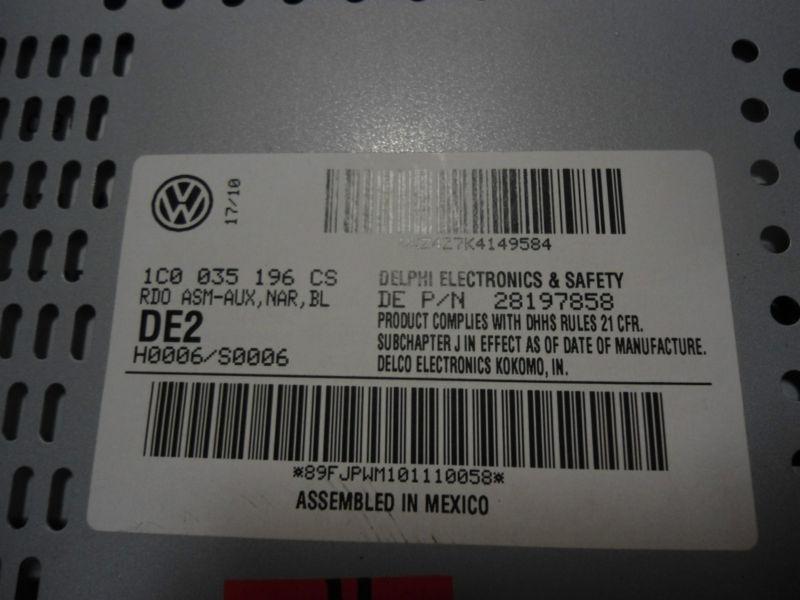 17/10
1C0 035 196 CS
RDO ASM-AUX,NAR,BL
DE2
H0006/S0006
DELPHI ELECTRONICS & SAFETY
DE P/N 28197858
PRODUCT COMPLIES WITH DHHS RULES 21 CFR.
SUBCHAPTER J IN EFFECT AS OF DATE OF MANUFACTURE.
DELCO ELECTRONICS KOKOMO, IN.
*89FJPWM101110058*
ASSEMBLED IN MEXICO